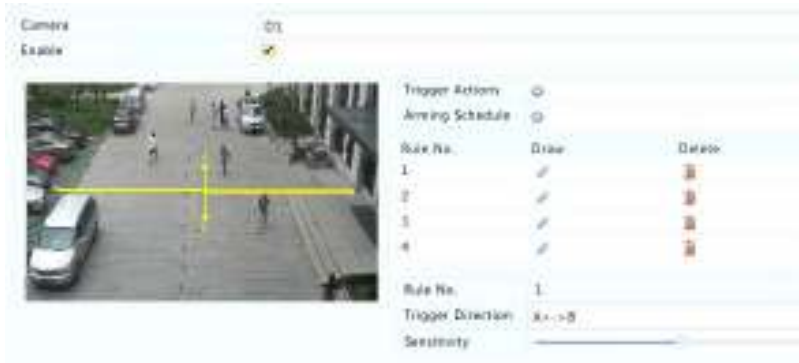 Camera D1
Enable
Trigger Actions
Arming Schedule
Rule No. Draw Delete
1
2
3
4
Rule No. 1
Trigger Direction A<->B
Sensitivity